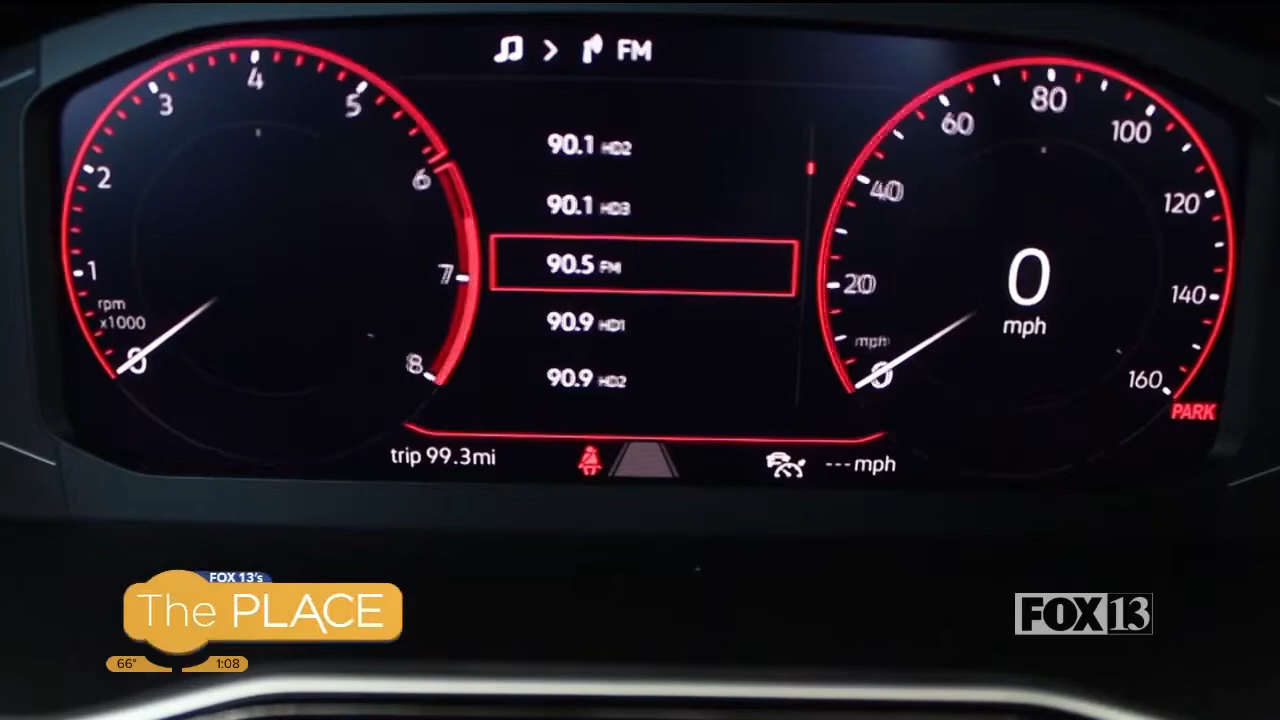 FM
90.1 HD2
90.1 HD3
90.5 FM
90.9 HD1
90.9 HD2
0
1
2
3
4
5
6
7
8
rpm
x1000
0
20
40
60
80
100
120
140
160
mph
0
mph
PARK
trip 99.3mi
--- mph
FOX 13's
The PLACE
66°
1:08
FOX 13